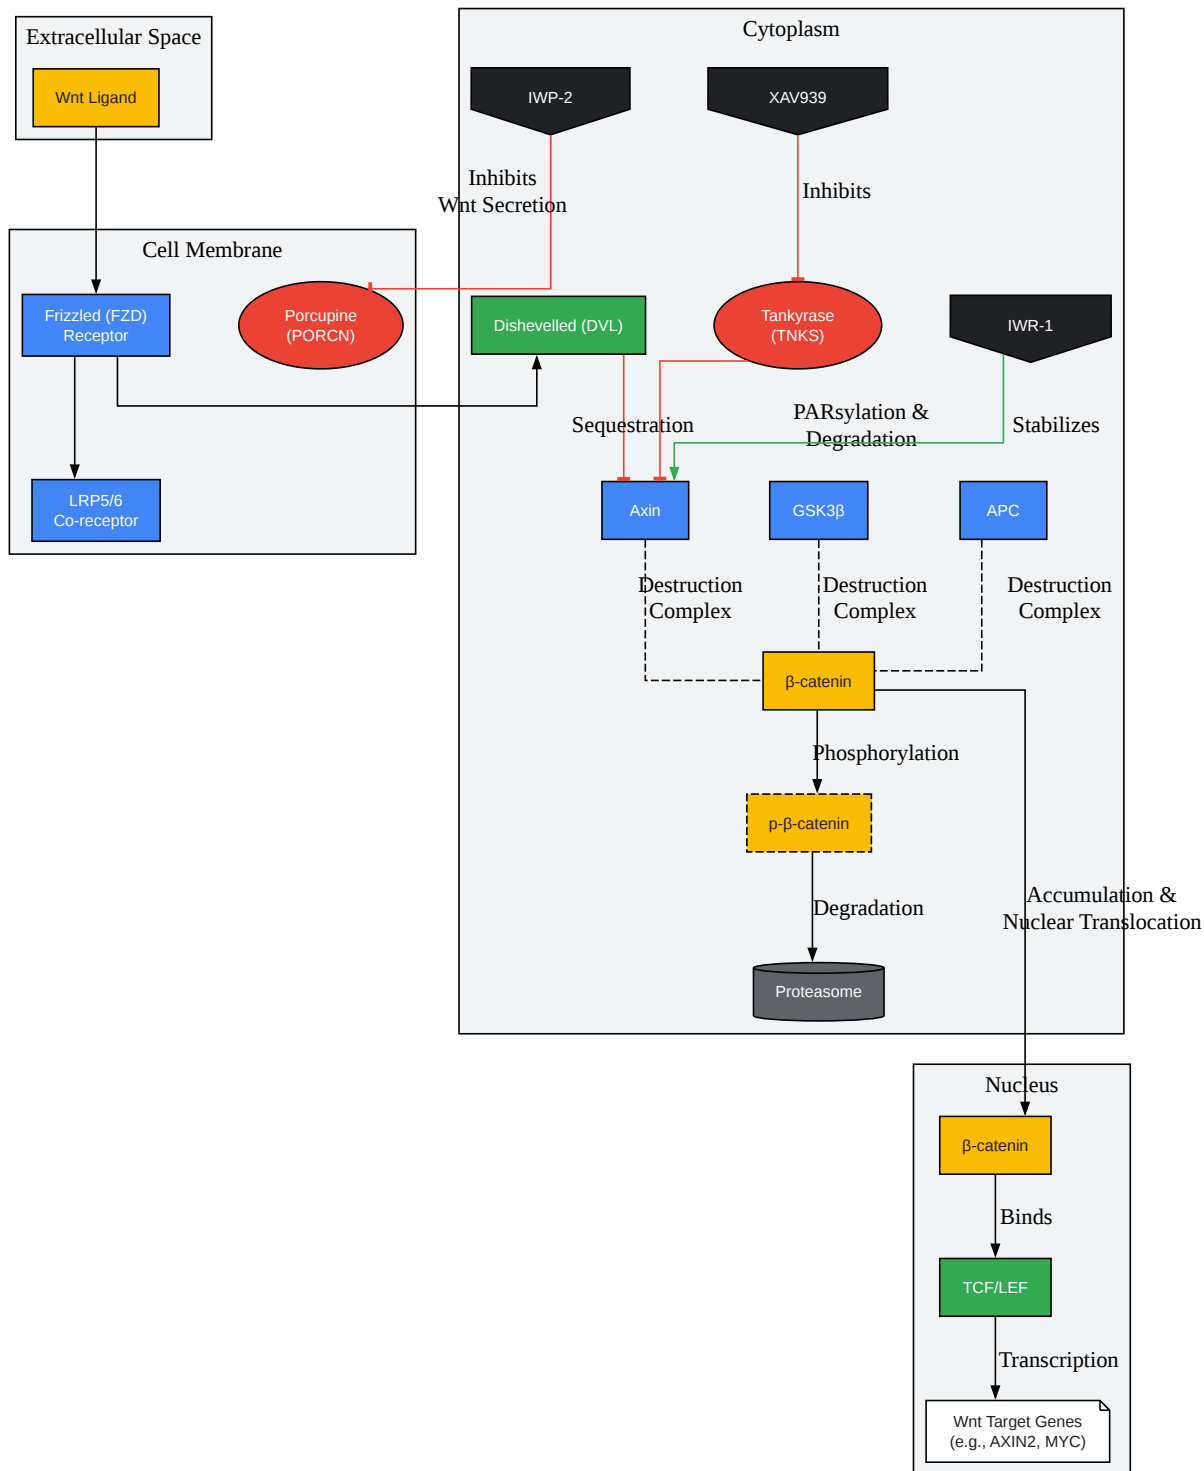 Extracellular Space
Wnt Ligand
Cytoplasm
IWP-2
XAV939
Inhibits
Wnt Secretion
Inhibits
Cell Membrane
Frizzled (FZD)
Receptor
Porcupine
(PORCN)
Dishevelled (DVL)
Tankyrase
(TNKS)
IWR-1
Sequestration
PARsylation &
Degradation
Stabilizes
LRP5/6
Co-receptor
Axin
GSK3β
APC
Destruction
Complex
Destruction
Complex
Destruction
Complex
β-catenin
Phosphorylation
p-β-catenin
Degradation
Accumulation &
Nuclear Translocation
Proteasome
Nucleus
β-catenin
Binds
TCF/LEF
Transcription
Wnt Target Genes
(e.g., AXIN2, MYC)